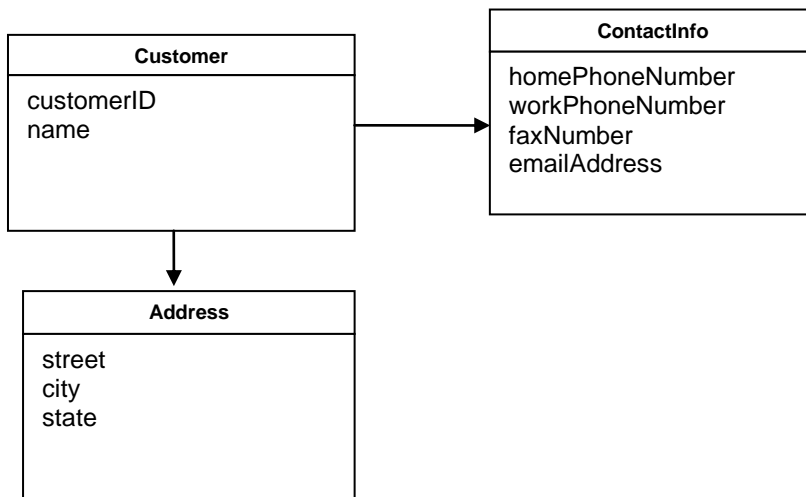 Customer
customerID
name
ContactInfo
homePhoneNumber
workPhoneNumber
faxNumber
emailAddress
Address
street
city
state